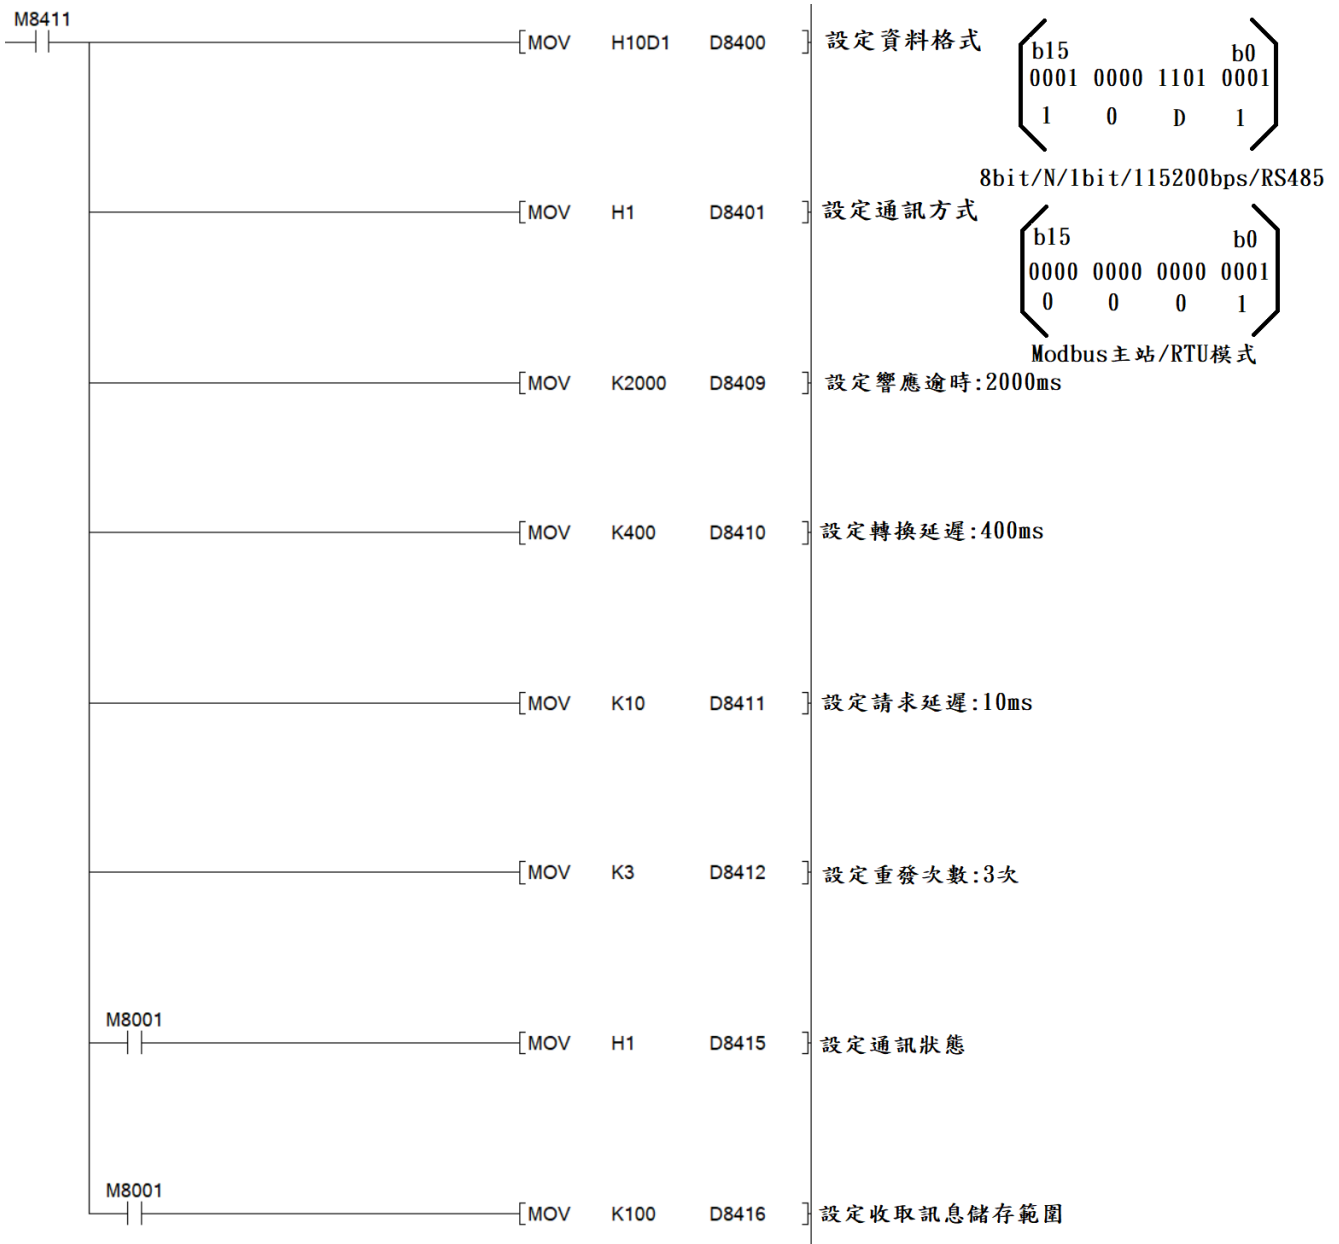 M8411
MOV H10D1 D8400 設定資料格式
b15 b0
0001 0000 1101 0001
1 0 D 1
8bit/N/1bit/115200bps/RS485
MOV H1 D8401 設定通訊方式
b15 b0
0000 0000 0000 0001
0 0 0 1
Modbus主站/RTU模式
MOV K2000 D8409 設定響應逾時:2000ms
MOV K400 D8410 設定轉換延遲:400ms
MOV K10 D8411 設定請求延遲:10ms
MOV K3 D8412 設定重發次數:3次
M8001
MOV H1 D8415 設定通訊狀態
M8001
MOV K100 D8416 設定收取訊息儲存範圍